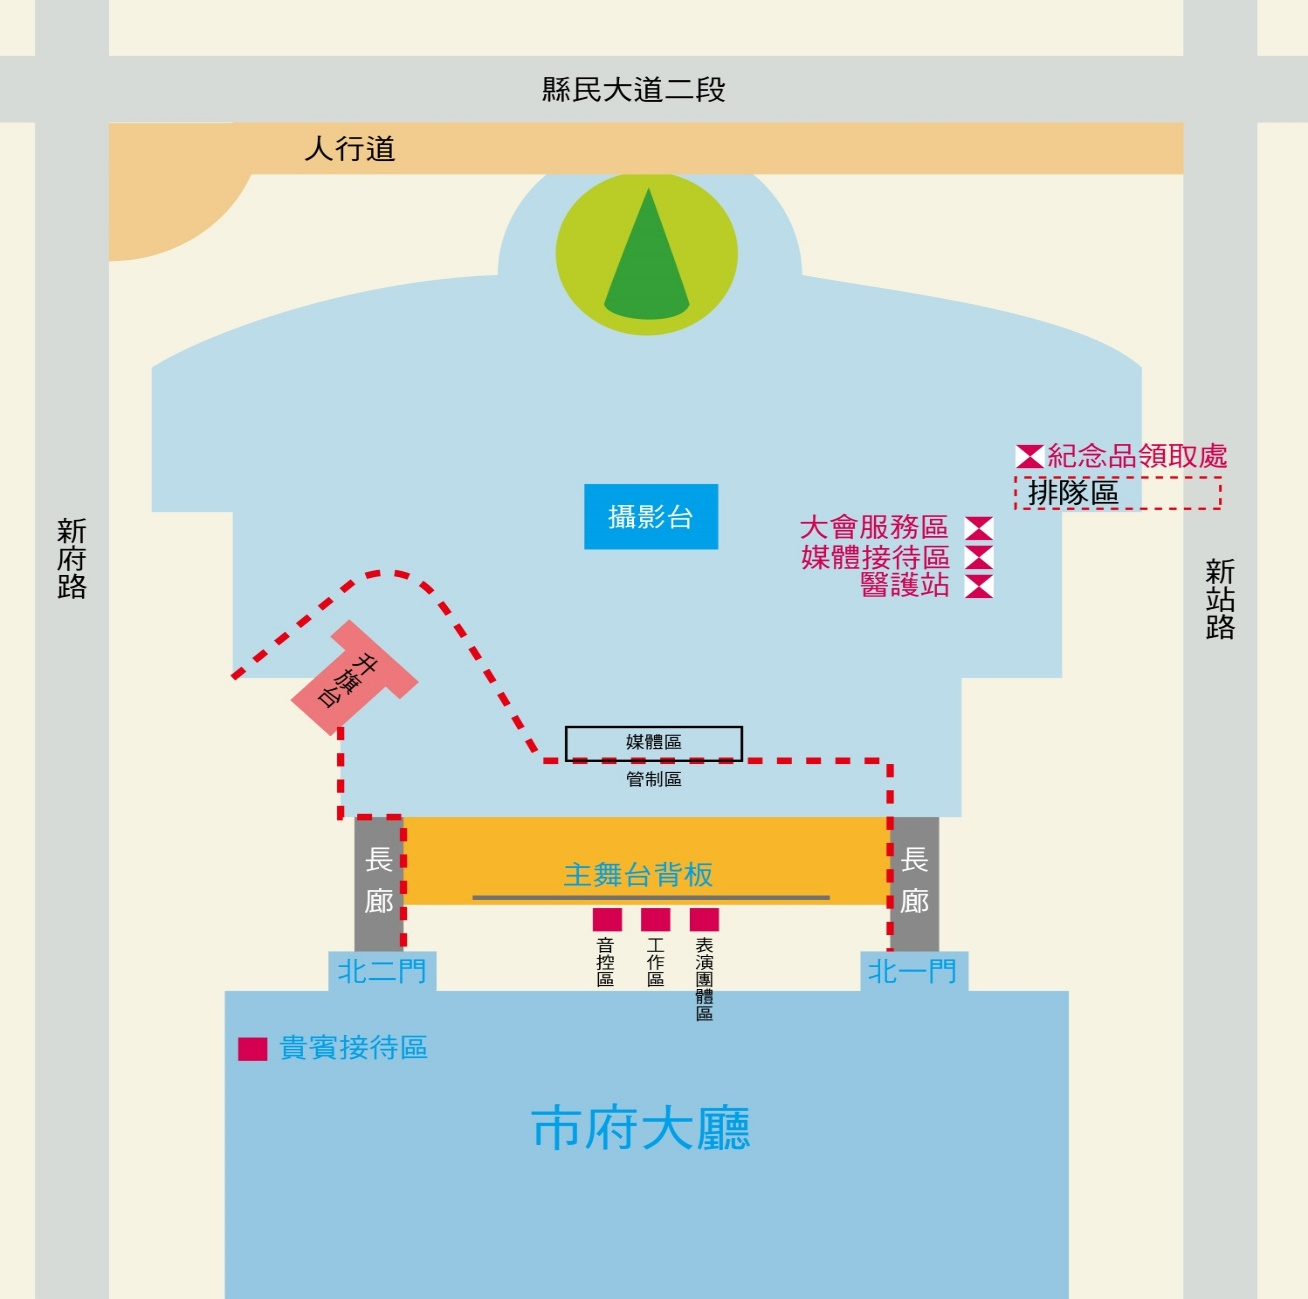 縣民大道二段
人行道
紀念品領取處
排隊區
攝影台
大會服務區
媒體接待區
醫護站
新府路
新站路
升旗台
媒體區
管制區
長廊
主舞台背板
長廊
音控區
工作區
表演團體區
北二門
北一門
貴賓接待區
市府大廳